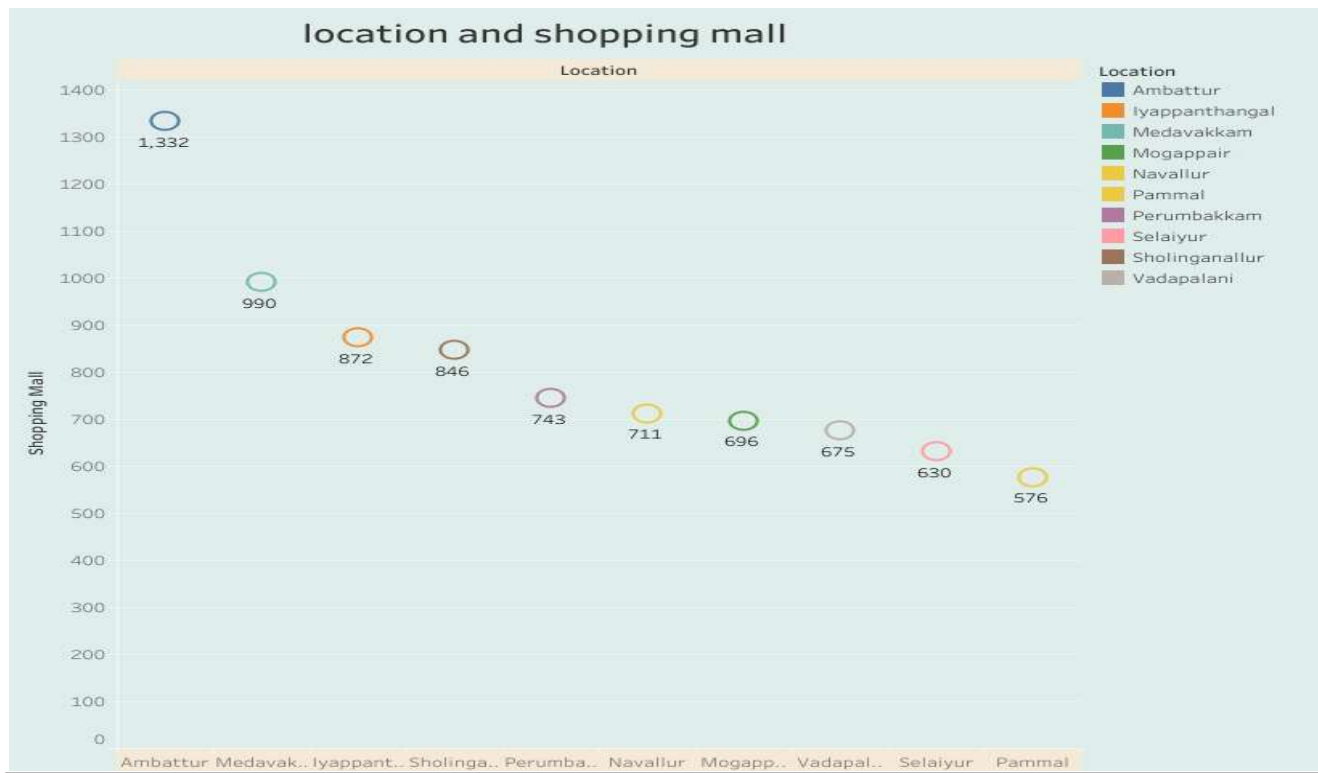 location and shopping mall
Location
Shopping Mall
1400
1300
1200
1100
1000
900
800
700
600
500
400
300
200
100
0
1,332
990
872
846
743
711
696
675
630
576
Ambattur Medavak.. Iyappant.. Sholinga.. Perumba.. Navallur Mogapp.. Vadapal.. Selaiyur Pammal
Location
Ambattur
Iyappanthangal
Medavakkam
Mogappair
Navallur
Pammal
Perumbakkam
Selaiyur
Sholinganallur
Vadapalani